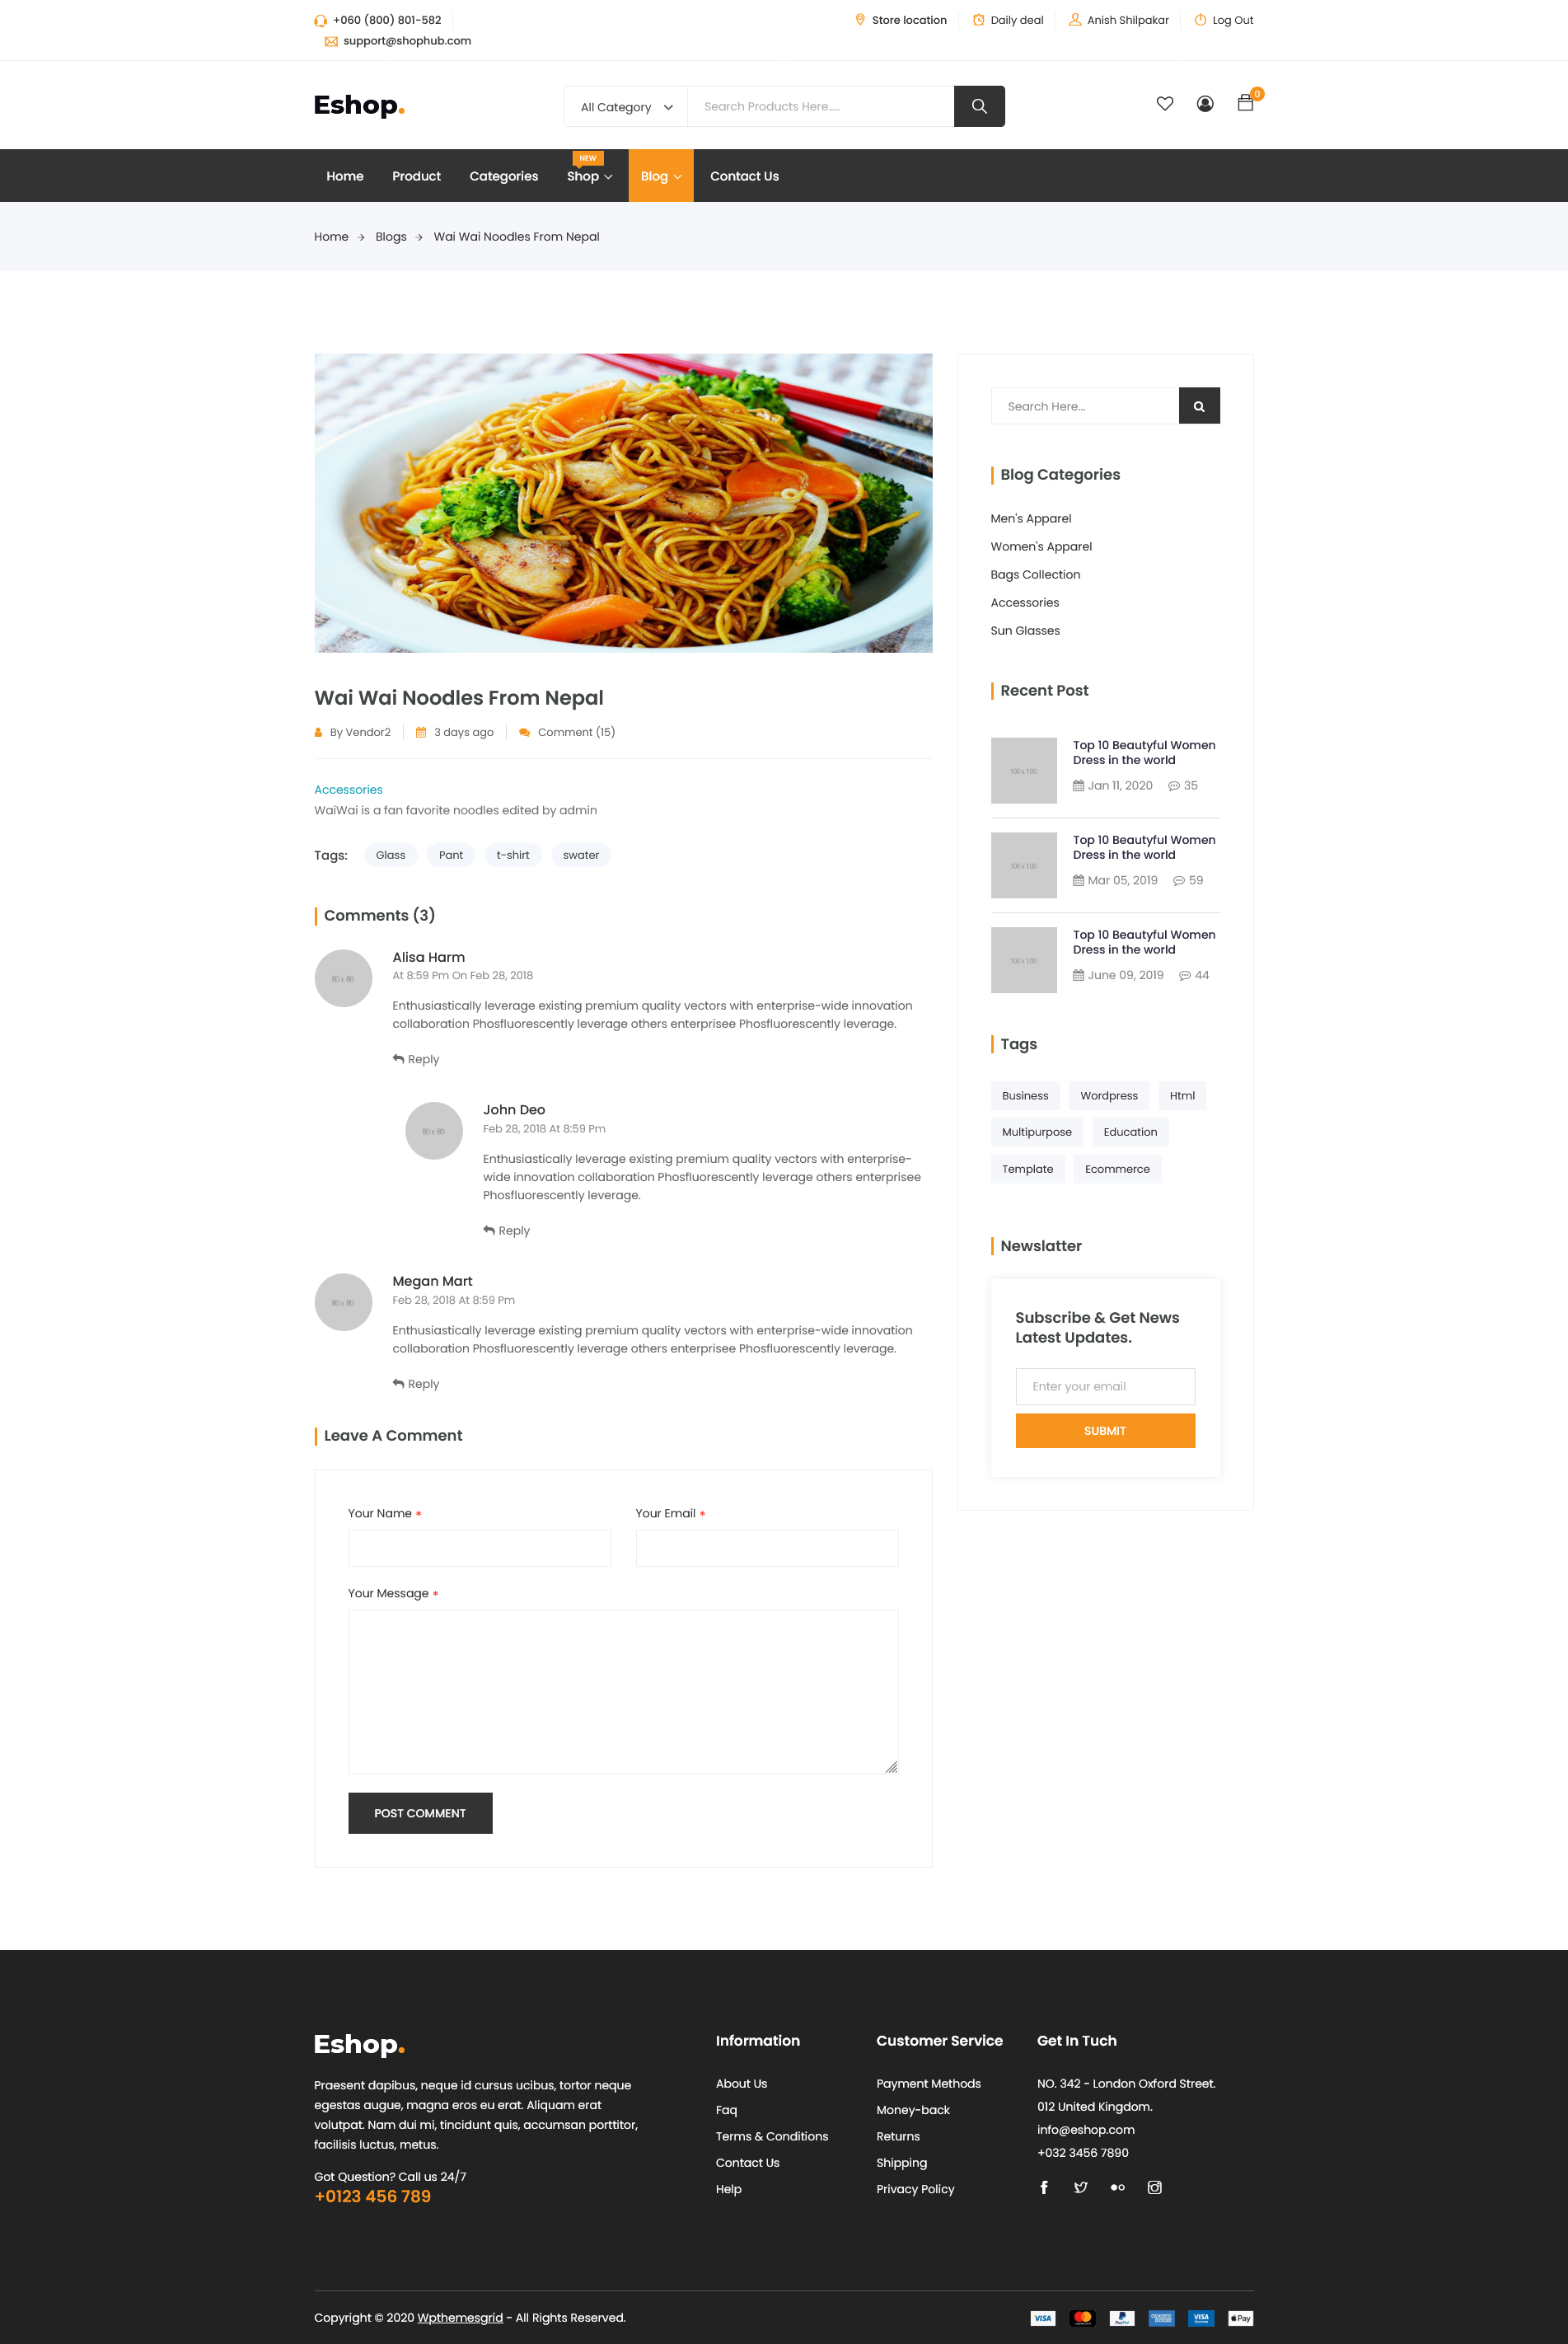 +060 (800) 801-582
support@shophub.com
Store location
Daily deal
Anish Shilpakar
Log Out
Eshop.
All Category
Search Products Here.....
0
NEW
Home
Product
Categories
Shop
Blog
Contact Us
Home
Blogs
Wai Wai Noodles From Nepal
Wai Wai Noodles From Nepal
By Vendor2
3 days ago
Comment (15)
Accessories
WaiWai is a fan favorite noodles edited by admin
Tags:
Glass
Pant
t-shirt
swater
Comments (3)
80 x 80
Alisa Harm
At 8:59 Pm On Feb 28, 2018
Enthusiastically leverage existing premium quality vectors with enterprise-wide innovation
collaboration Phosfluorescently leverage others enterprisee Phosfluorescently leverage.
Reply
80 x 80
John Deo
Feb 28, 2018 At 8:59 Pm
Enthusiastically leverage existing premium quality vectors with enterprise-
wide innovation collaboration Phosfluorescently leverage others enterprisee
Phosfluorescently leverage.
Reply
80 x 80
Megan Mart
Feb 28, 2018 At 8:59 Pm
Enthusiastically leverage existing premium quality vectors with enterprise-wide innovation
collaboration Phosfluorescently leverage others enterprisee Phosfluorescently leverage.
Reply
Leave A Comment
Your Name *
Your Email *
Your Message *
POST COMMENT
Search Here...
Blog Categories
Men's Apparel
Women's Apparel
Bags Collection
Accessories
Sun Glasses
Recent Post
100 x 100
Top 10 Beautyful Women
Dress in the world
Jan 11, 2020
35
100 x 100
Top 10 Beautyful Women
Dress in the world
Mar 05, 2019
59
100 x 100
Top 10 Beautyful Women
Dress in the world
June 09, 2019
44
Tags
Business
Wordpress
Html
Multipurpose
Education
Template
Ecommerce
Newslatter
Subscribe & Get News
Latest Updates.
Enter your email
SUBMIT
Eshop.
Praesent dapibus, neque id cursus ucibus, tortor neque
egestas augue, magna eros eu erat. Aliquam erat
volutpat. Nam dui mi, tincidunt quis, accumsan porttitor,
facilisis luctus, metus.
Got Question? Call us 24/7
+0123 456 789
Information
About Us
Faq
Terms & Conditions
Contact Us
Help
Customer Service
Payment Methods
Money-back
Returns
Shipping
Privacy Policy
Get In Tuch
NO. 342 - London Oxford Street.
012 United Kingdom.
info@eshop.com
+032 3456 7890
Copyright © 2020 Wpthemesgrid - All Rights Reserved.
VISA
PayPal
VISA
Pay